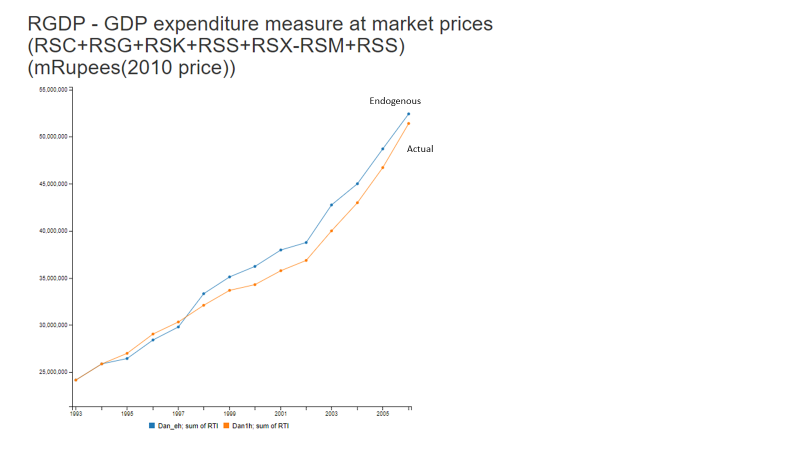 RGDP - GDP expenditure measure at market prices
(RSC+RSG+RSK+RSS+RSX-RSM+RSS)
(mRupees(2010 price))
55,000,000
Endogenous
50,000,000
Actual
45,000,000
40,000,000
35,000,000
30,000,000
25,000,000
1993 1995 1997 1999 2001 2003 2005
Dan_eh; sum of RTI Dan1h; sum of RTI